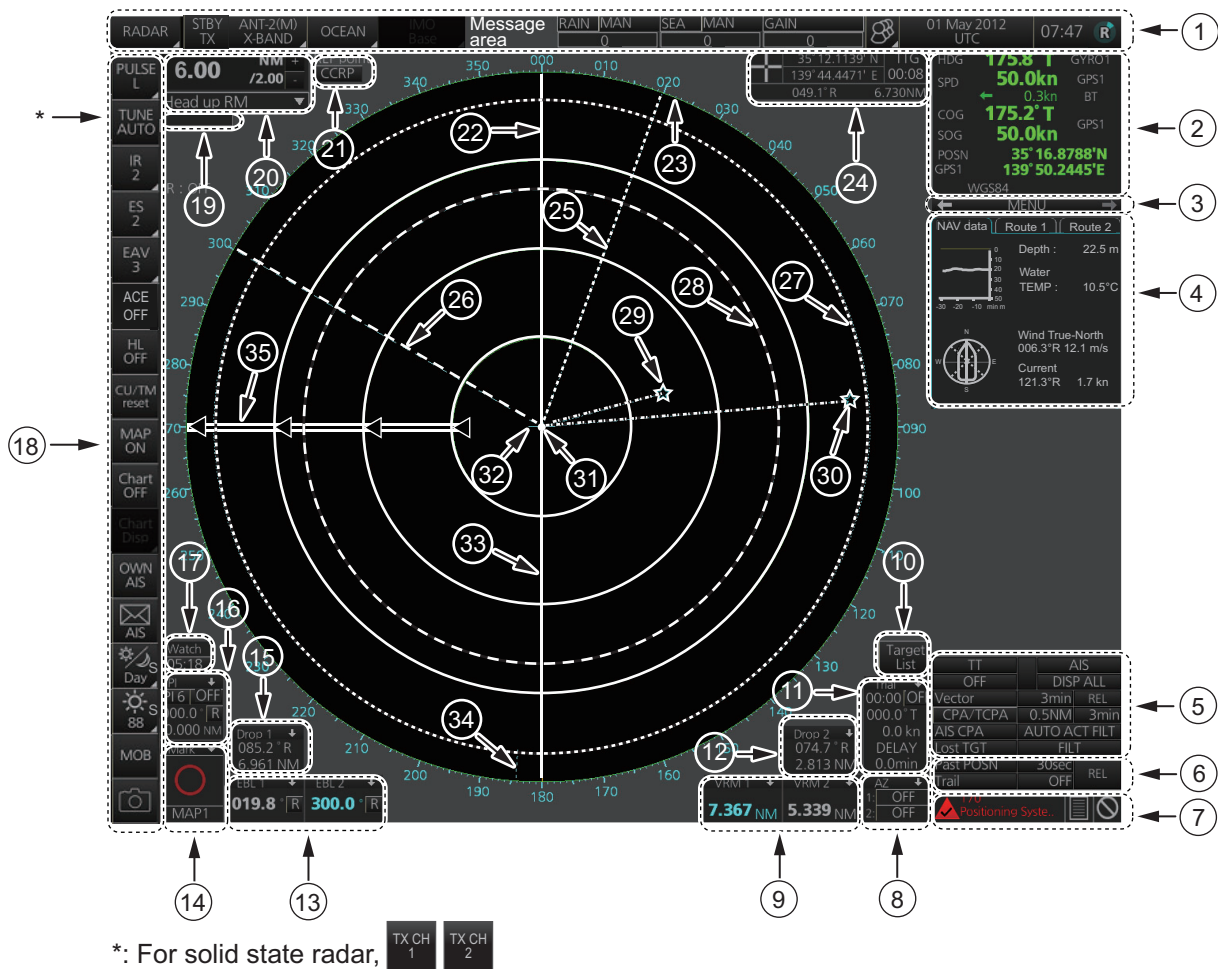 RADAR STBY TX ANT-2(M) X-BAND OCEAN IMO Base Message area RAIN MAN 0 SEA MAN 0 GAIN 0 01 May 2012 UTC 07:47 R 1
PULSE L
6.00 NM + /2.00 -
Head up RM
CCRP
35°12.1139' N TTG
139°44.4471' E 00:08
049.1°R 6.730NM
HDG 175.8°T GYRO1
SPD 50.0kn GPS1
0.3kn BT
COG 175.2°T GPS1
SOG 50.0kn
POSN 35°16.8788'N
GPS1 139°50.2445'E
WGS84
2
MENU
3
NAV data Route 1 Route 2
0
10
20
30
40
50
-30 -20 -10 min m
Depth : 22.5 m
Water
TEMP : 10.5°C
N
W E
S
Wind True-North
006.3°R 12.1 m/s
Current
121.3°R 1.7 kn
4
*
TUNE AUTO
IR 2
ES 2
EAV 3
ACE OFF
HL OFF
CU/TM reset
MAP ON
Chart OFF
Chart Disp
OWN AIS
AIS
Day S
88 S
MOB
18
350 000 010 020
340
330
320
300
290
280
260
220
210
200
190
180
170
160
130
120
100
090
080
070
060
040
19 20 21 22 23 24
25
26 27 28 29
35
30
31
32
33
34
17
Watch
05:18
16
OFF
000.0° R
0.000 NM
15
Drop 1
085.2°R
6.961 NM
Mark
MAP1
14
EBL 1 EBL 2
019.8° R 300.0° R
13
12
Drop 2
074.7°R
2.813 NM
VRM 1 VRM 2
7.367 NM 5.339 NM
9
10
Target List
11
Trial
00:00
000.0°T
0.0 kn
DELAY
0.0min
AZ
1: OFF
2: OFF
8
TT AIS
OFF DISP ALL
Vector 3min REL
CPA/TCPA 0.5NM 3min
AIS CPA AUTO ACT FILT
Lost TGT FILT
5
Past POSN 30sec REL
Trail OFF
6
Positioning Syste..
7
*: For solid state radar, TX CH 1 TX CH 2